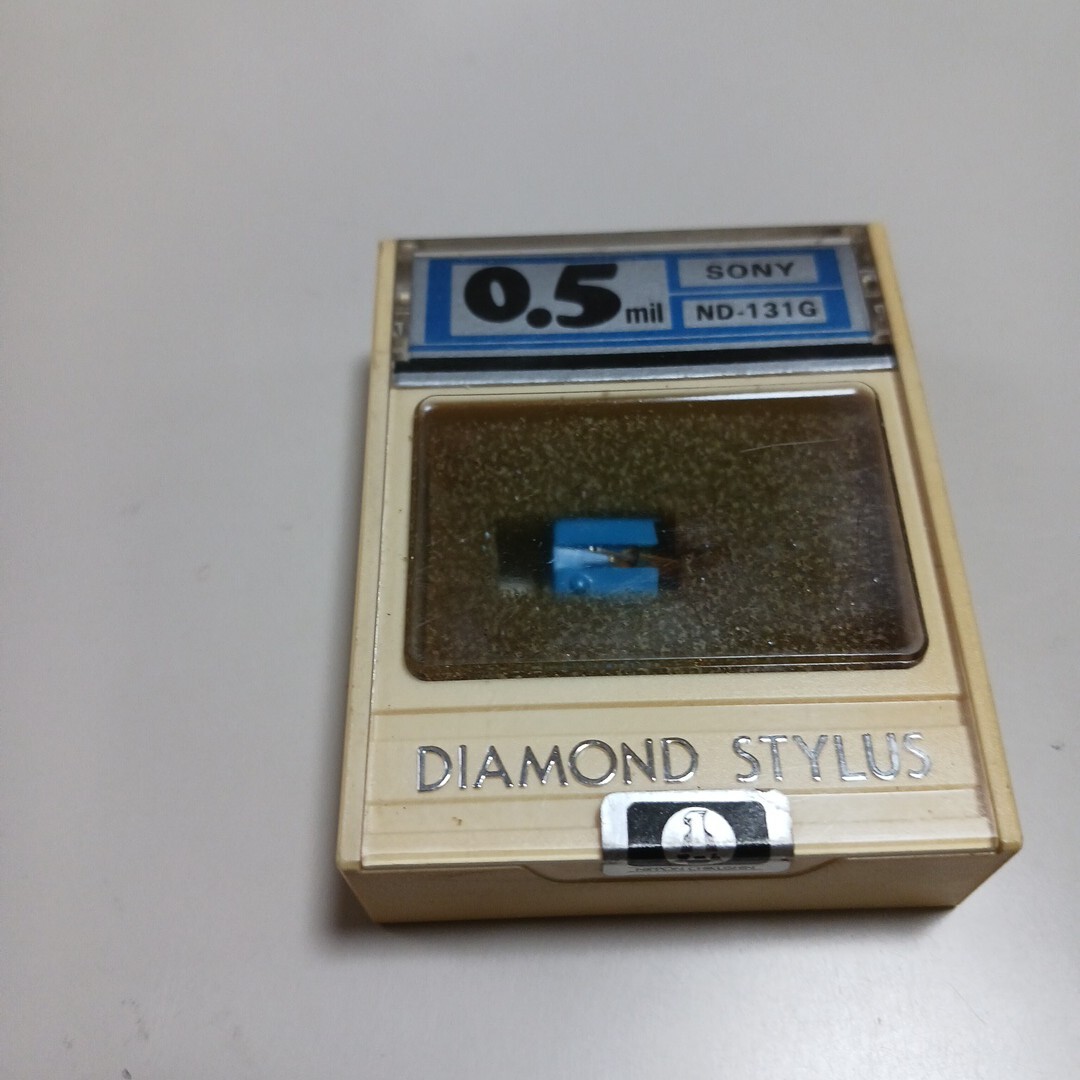 0.5 mil
SONY
ND-131G
DIAMOND STYLUS